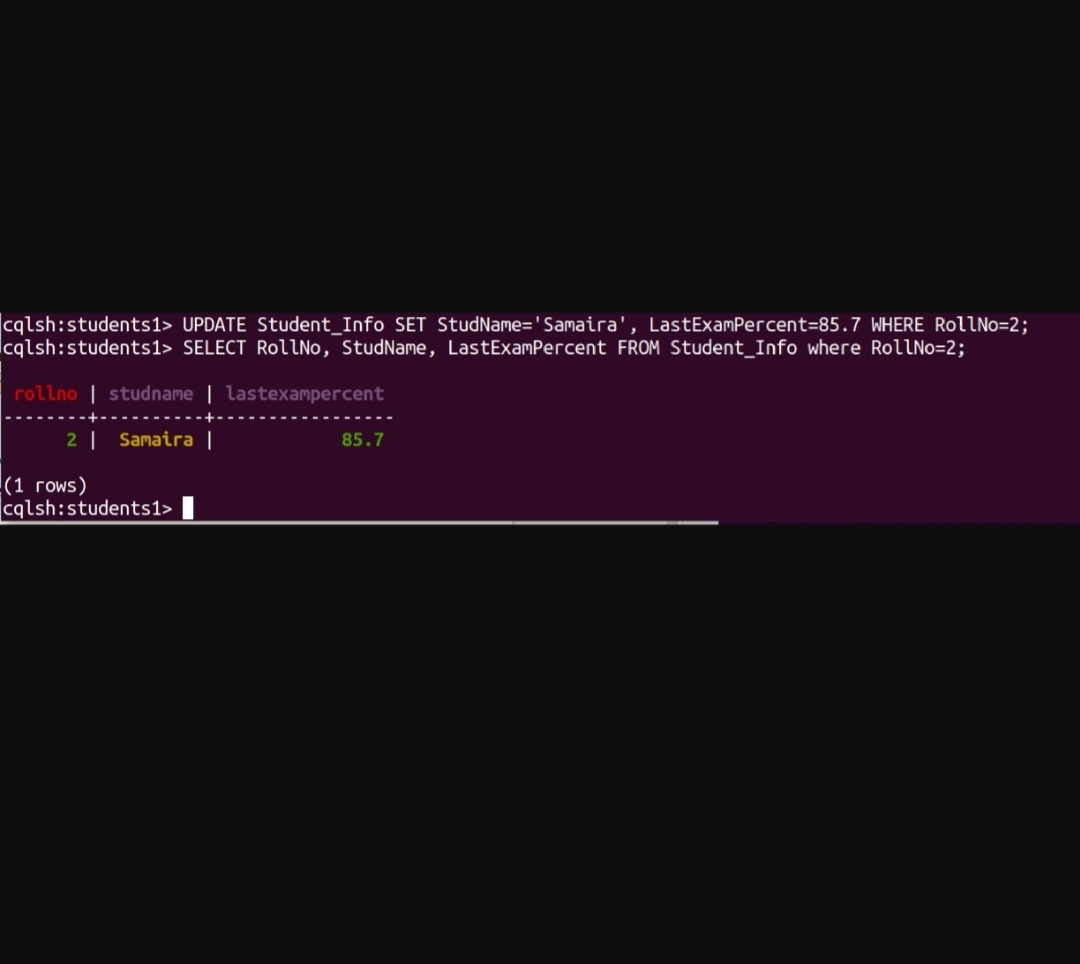 cqlsh:students1> UPDATE Student_Info SET StudName='Samaira', LastExamPercent=85.7 WHERE RollNo=2;
cqlsh:students1> SELECT RollNo, StudName, LastExamPercent FROM Student_Info where RollNo=2;
rollno | studname | lastexampercent
--------+----------+-----------------
2 | Samaira | 85.7
(1 rows)
cqlsh:students1>